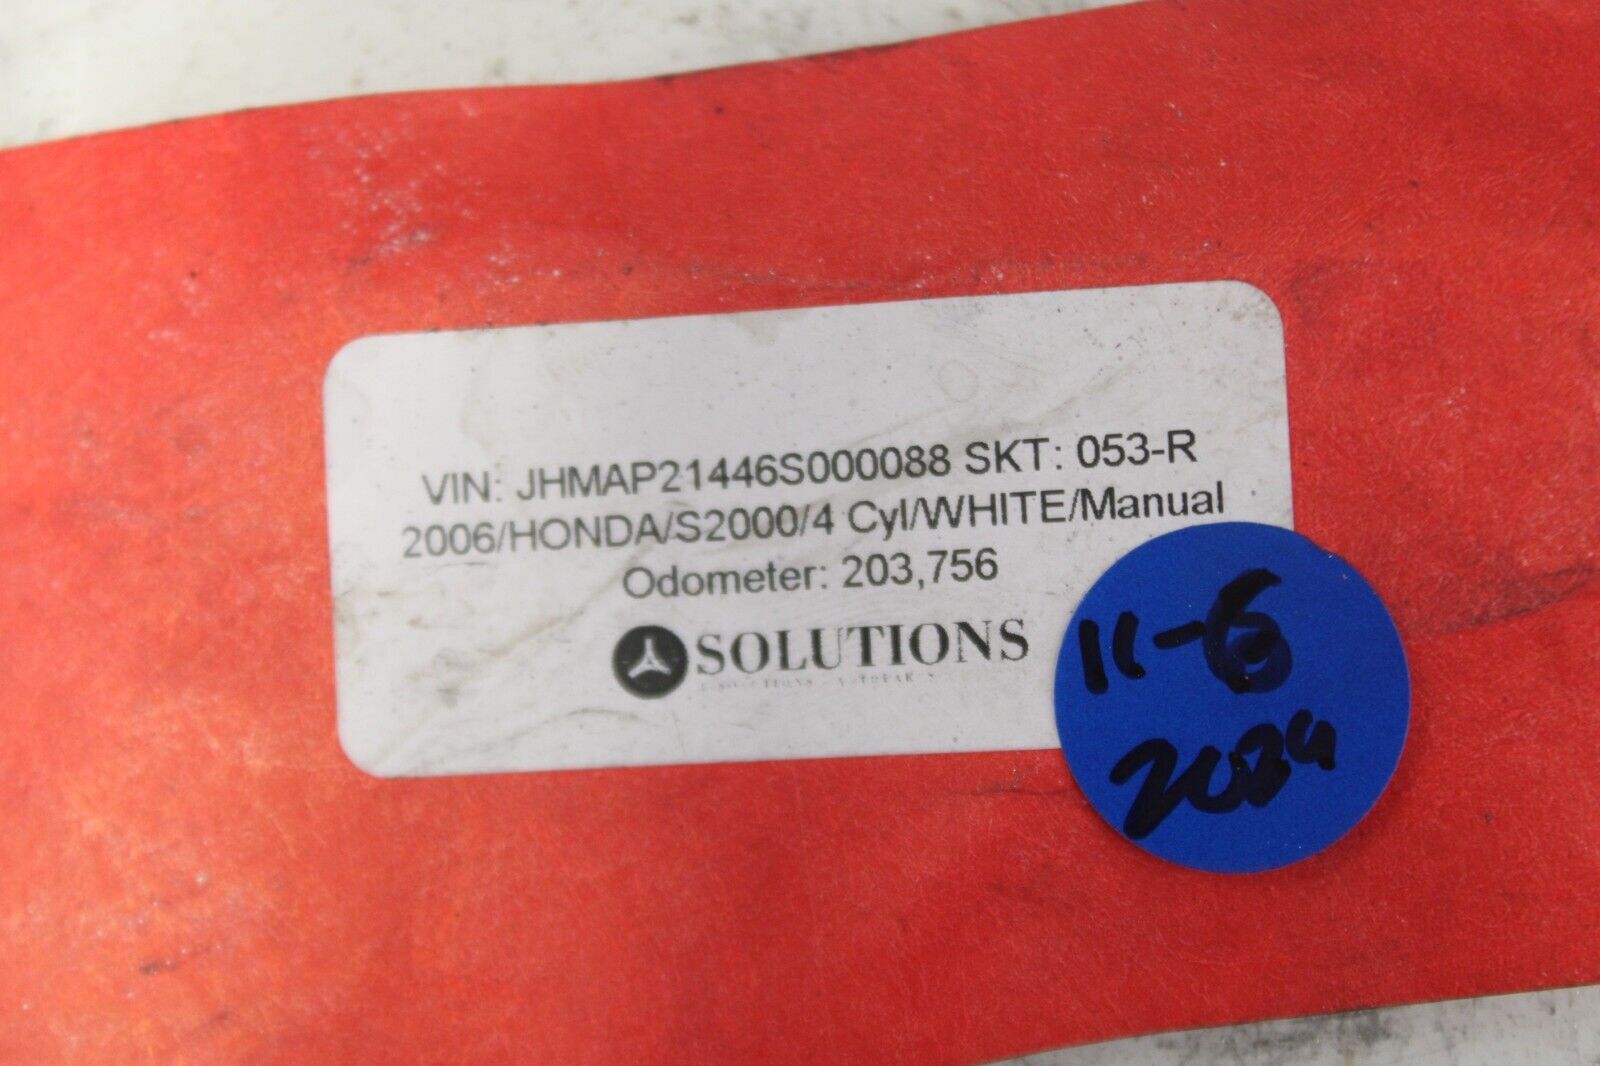 VIN: JHMAP21446S000088 SKT: 053-R
2006/HONDA/S2000/4 Cyl/WHITE/Manual
Odometer: 203,756
SOLUTIONS
11-6
2024